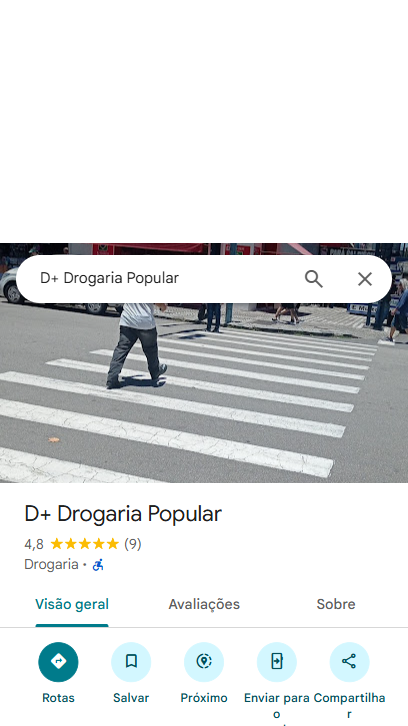 D+ Drogaria Popular
D+ Drogaria Popular
4,8 (9)
Drogaria ·
Visão geral
Avaliações
Sobre
Rotas
Salvar
Próximo
Enviar para o
Compartilhar